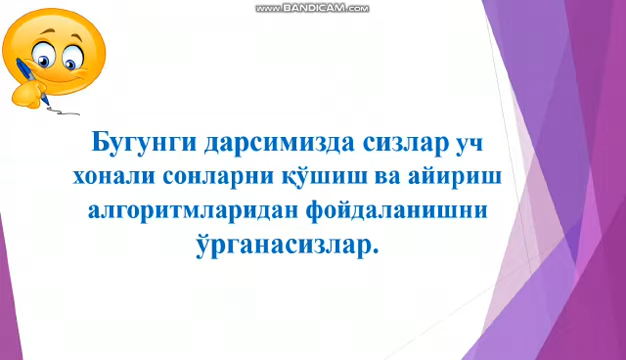 WWW.BANDICAM.COM
Бугунги дарсимизда сизлар уч
хонали сонларни қўшиш ва айириш
алгоритмларидан фойдаланишни
ўрганасизлар.